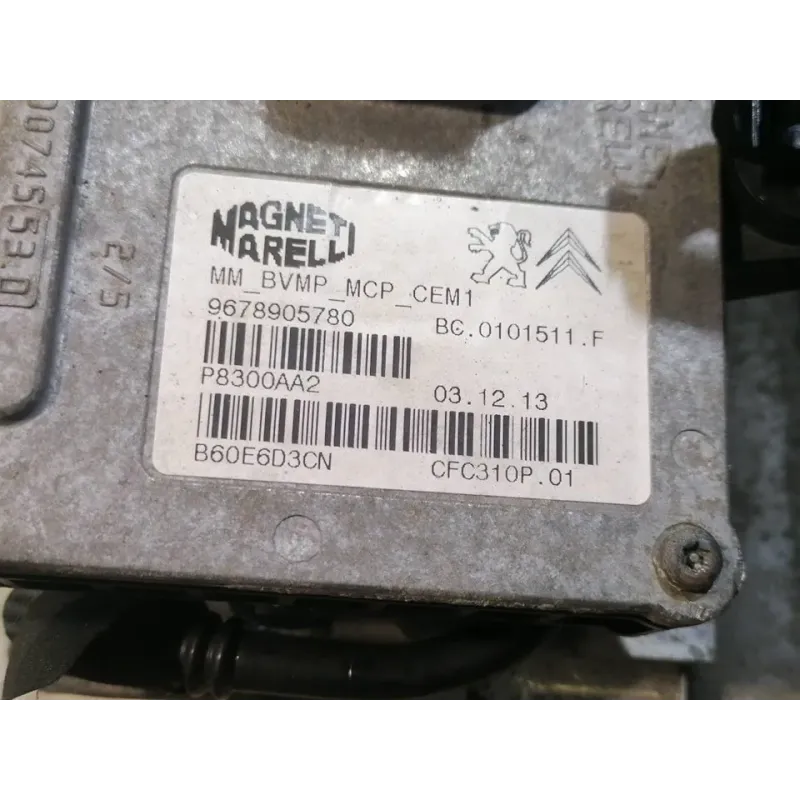 MAGNETI
MARELLI
MM_BVMP_MCP_CEM1
9678905780 BC.0101511.F
P8300AA2 03.12.13
B60E6D3CN CFC310P.01
2/5